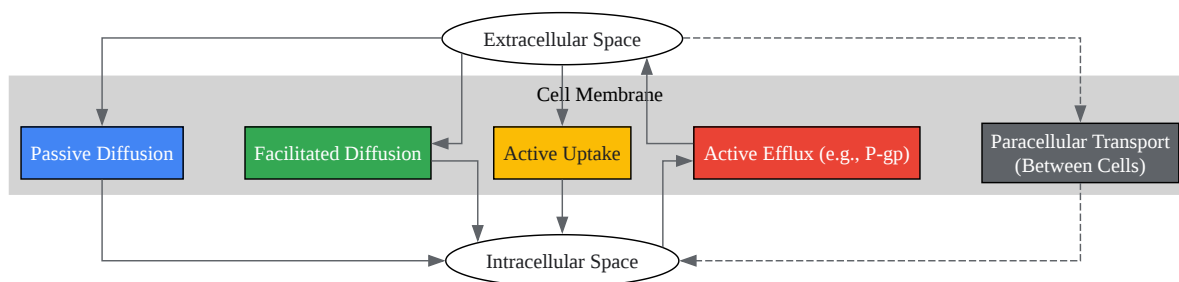 Extracellular Space
Cell Membrane
Passive Diffusion
Facilitated Diffusion
Active Uptake
Active Efflux (e.g., P-gp)
Paracellular Transport
(Between Cells)
Intracellular Space